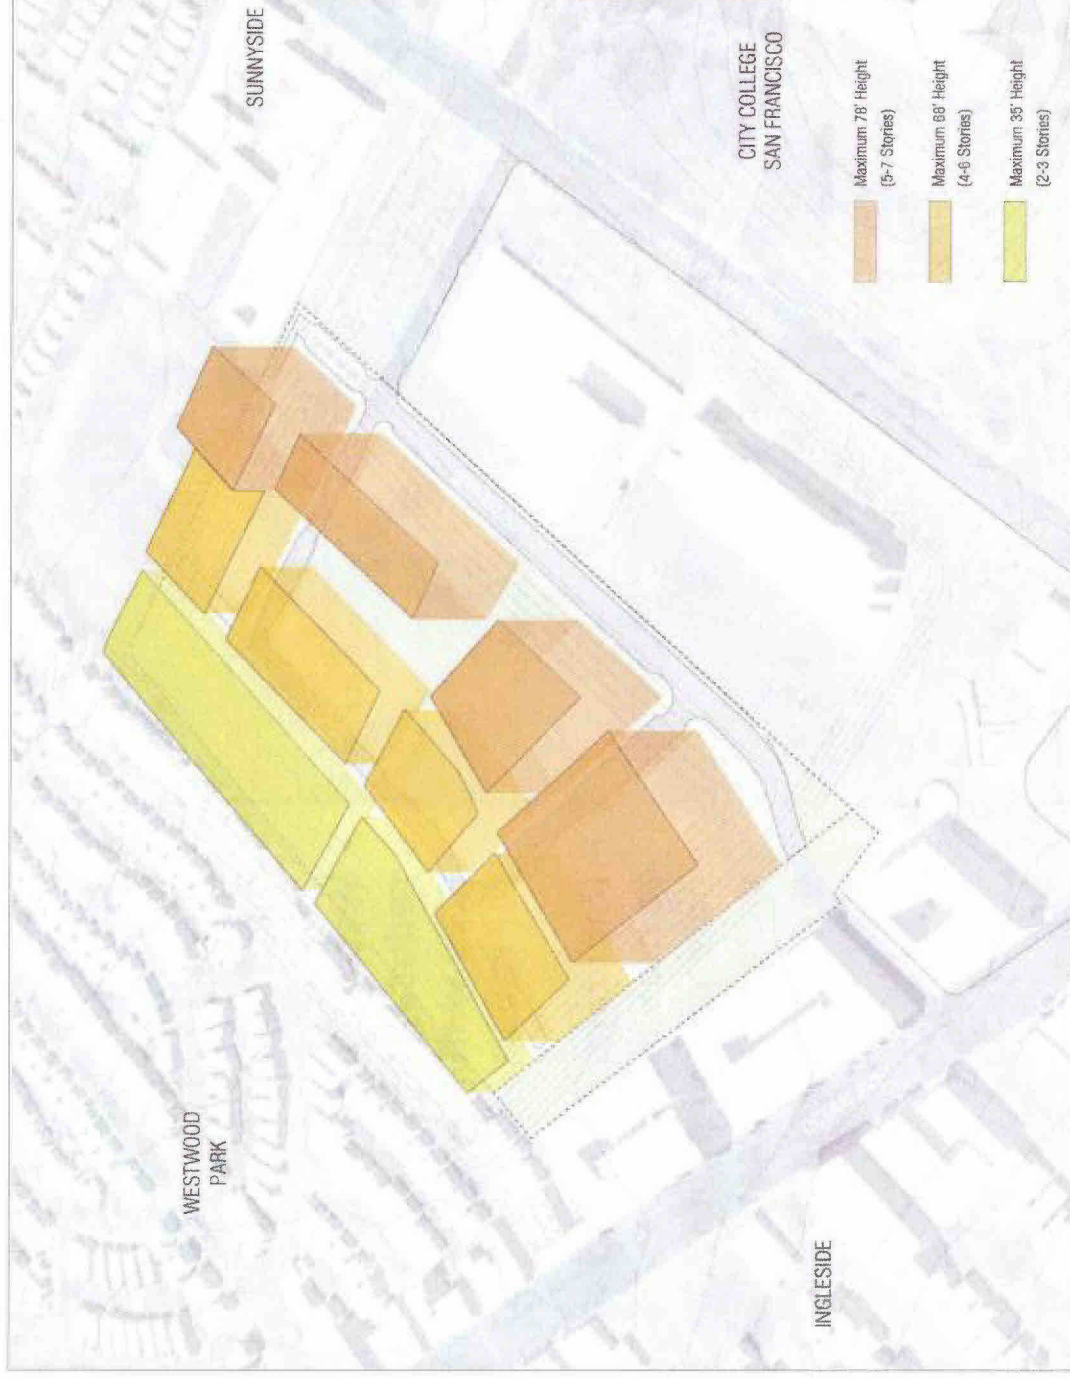 SUNNYSIDE
CITY COLLEGE
SAN FRANCISCO
WESTWOOD
PARK
INGLESIDE
Maximum 78' Height
(5-7 Stories)
Maximum 68' Height
(4-6 Stories)
Maximum 35' Height
(2-3 Stories)